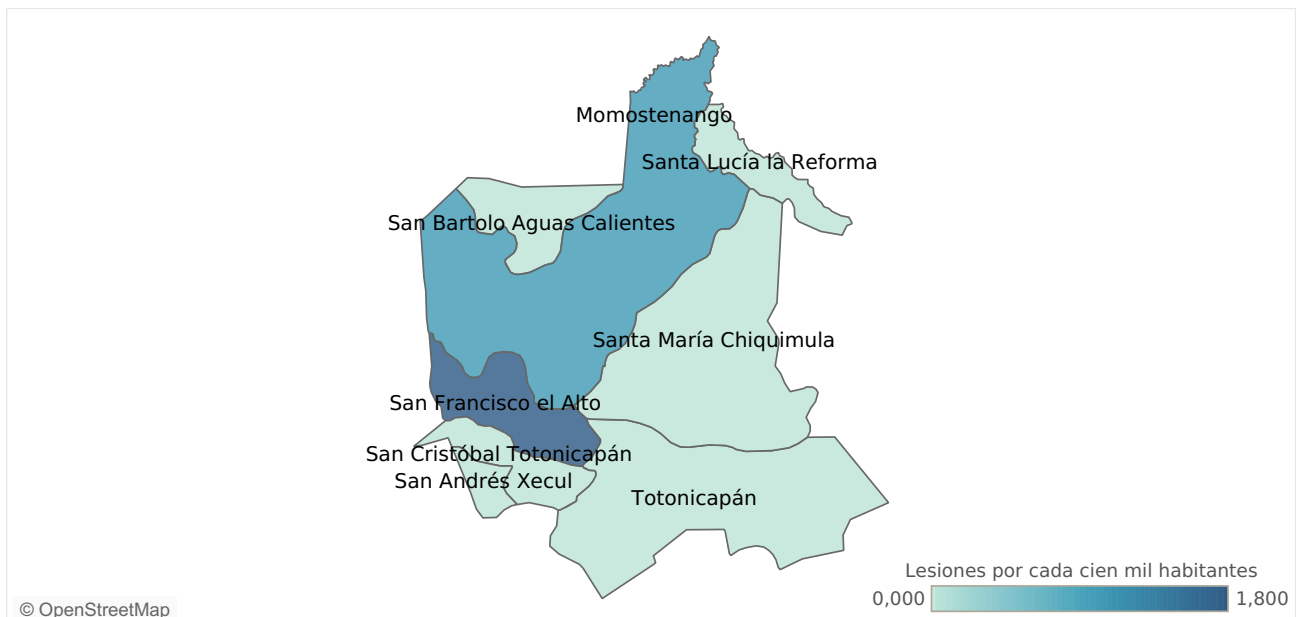 Momostenango
Santa Lucía la Reforma
San Bartolo Aguas Calientes
Santa María Chiquimula
San Francisco el Alto
San Cristóbal Totonicapán
San Andrés Xecul
Totonicapán
Lesiones por cada cien mil habitantes
0,000 1,800
© OpenStreetMap